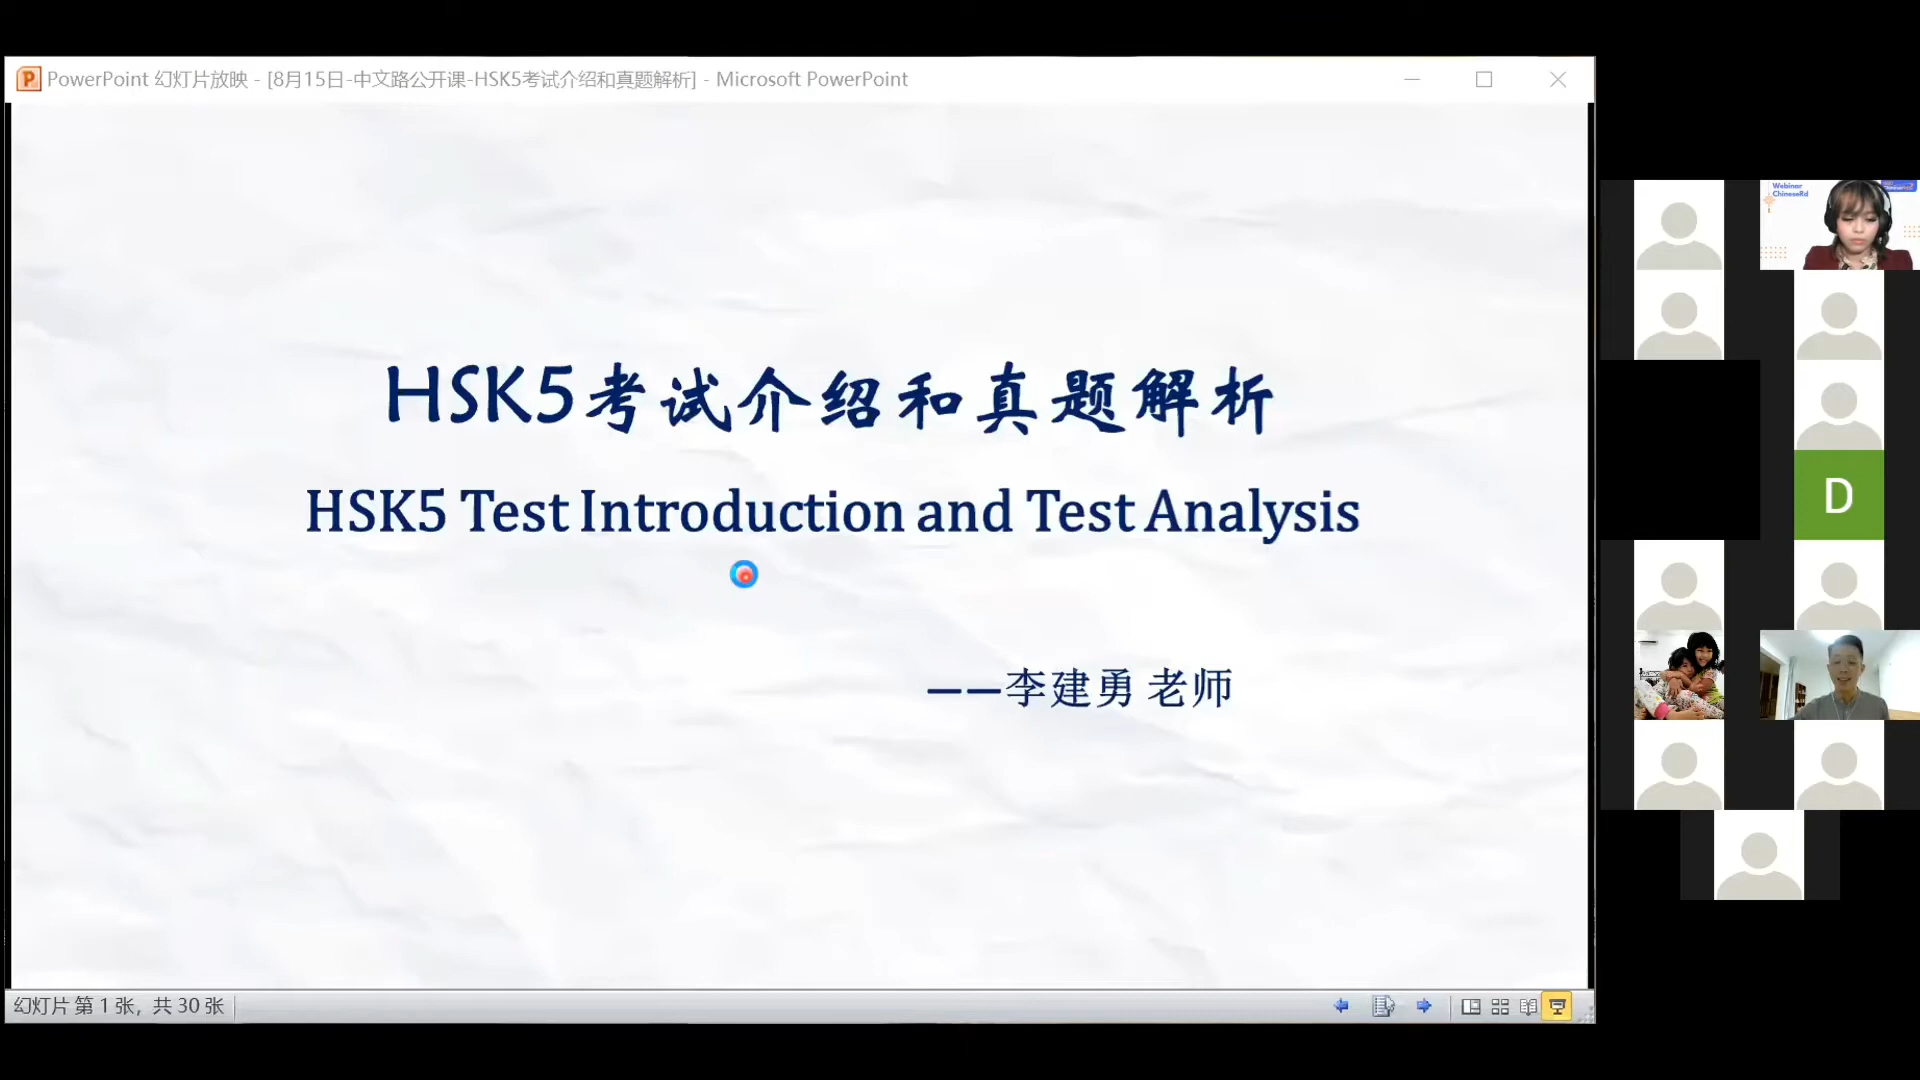 PowerPoint 幻灯片放映 - [8月15日-中文路公开课-HSK5考试介绍和真题解析] - Microsoft PowerPoint
HSK5考试介绍和真题解析
HSK5 Test Introduction and Test Analysis
——李建勇 老师
幻灯片 第 1 张，共 30 张
Webinar
ChineseRd
D